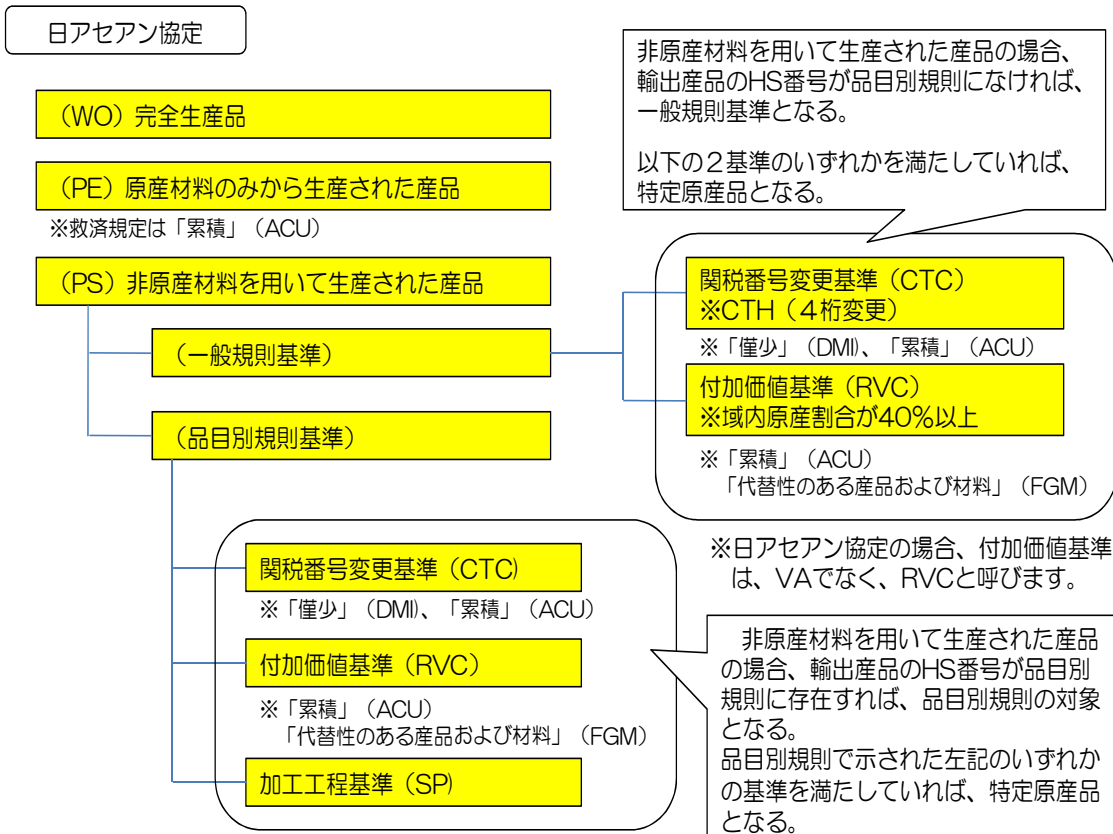 日アセアン協定
(WO)完全生産品
(PE)原産材料のみから生産された産品
※救済規定は「累積」(ACU)
(PS)非原産材料を用いて生産された産品
(一般規則基準)
(品目別規則基準)
非原産材料を用いて生産された産品の場合、
輸出産品のHS番号が品目別規則になければ、
一般規則基準となる。
以下の2基準のいずれかを満たしていれば、
特定原産品となる。
関税番号変更基準(CTC)
※CTH(4桁変更)
※「僅少」(DMI)、「累積」(ACU)
付加価値基準(RVC)
※域内原産割合が40%以上
※「累積」(ACU)
「代替性のある産品および材料」(FGM)
※日アセアン協定の場合、付加価値基準
は、VAでなく、RVCと呼びます。
関税番号変更基準(CTC)
※「僅少」(DMI)、「累積」(ACU)
付加価値基準(RVC)
※「累積」(ACU)
「代替性のある産品および材料」(FGM)
加工工程基準(SP)
非原産材料を用いて生産された産品
の場合、輸出産品のHS番号が品目別
規則に存在すれば、品目別規則の対象
となる。
品目別規則で示された左記のいずれか
の基準を満たしていれば、特定原産品
となる。